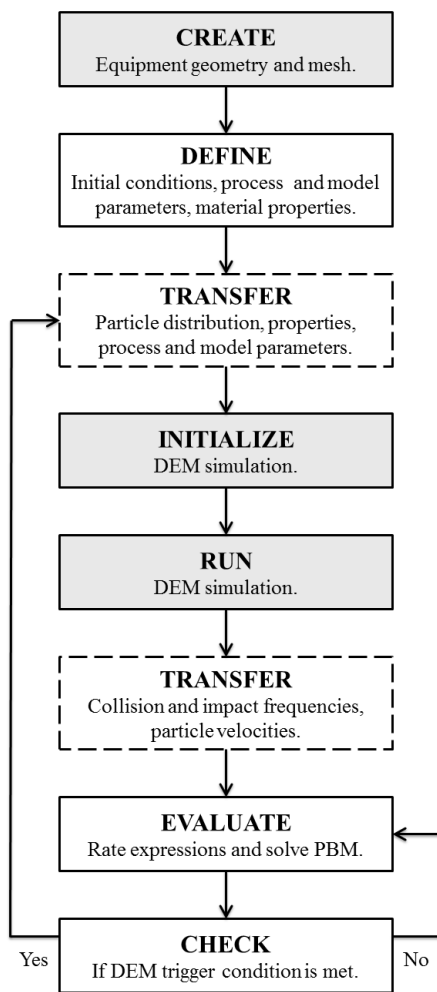 CREATE
Equipment geometry and mesh.
DEFINE
Initial conditions, process and model
parameters, material properties.
TRANSFER
Particle distribution, properties,
process and model parameters.
INITIALIZE
DEM simulation.
RUN
DEM simulation.
TRANSFER
Collision and impact frequencies,
particle velocities.
EVALUATE
Rate expressions and solve PBM.
Yes
CHECK
No
If DEM trigger condition is met.